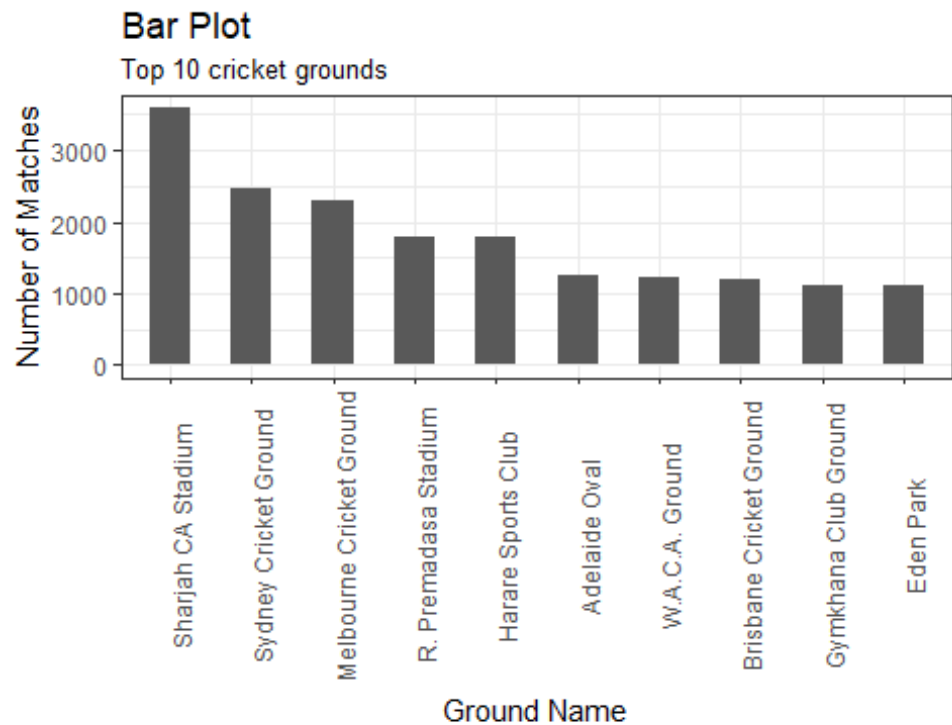 Bar Plot
Top 10 cricket grounds
Number of Matches
3000
2000
1000
0
Sharjah CA Stadium
Sydney Cricket Ground
Melbourne Cricket Ground
R. Premadasa Stadium
Harare Sports Club
Adelaide Oval
W.A.C.A. Ground
Brisbane Cricket Ground
Gymkhana Club Ground
Eden Park
Ground Name